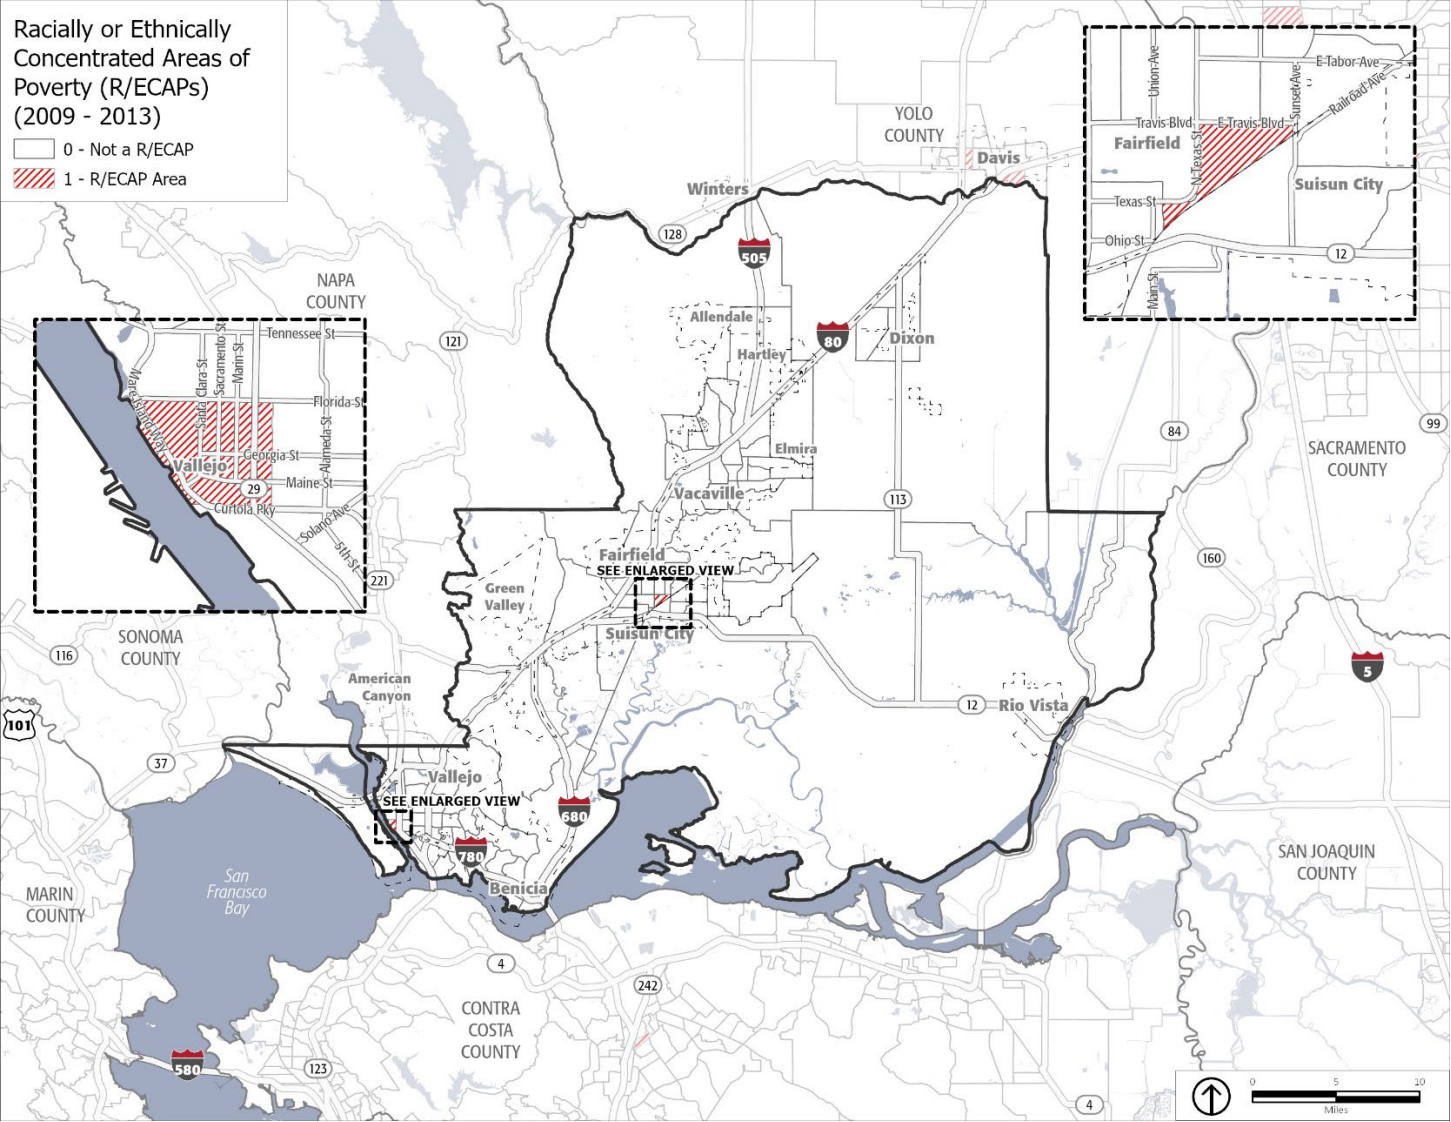 Racially or Ethnically
Concentrated Areas of
Poverty (R/ECAPs)
(2009 - 2013)
0 - Not a R/ECAP
1 - R/ECAP Area
YOLO
COUNTY
Davis
Winters
128
505
NAPA
COUNTY
121
Allendale
Hartley
80
Dixon
Elmira
Vacaville
113
84
99
SACRAMENTO
COUNTY
160
Fairfield
SEE ENLARGED VIEW
Green
Valley
Suisun City
221
SONOMA
COUNTY
116
American
Canyon
101
37
12
Rio Vista
5
Vallejo
SEE ENLARGED VIEW
680
780
Benicia
San
Francisco
Bay
MARIN
COUNTY
SAN JOAQUIN
COUNTY
4
242
CONTRA
COSTA
COUNTY
580
123
4
Tennessee St
Mare Island Way
Santa Clara St
Sacramento St
Marin St
Florida St
Alameda St
Georgia St
Vallejo
Maine St
29
Curtola Pky
Solano Ave
5th St
Union Ave
E Tabor Ave
Sunset Ave
Railroad Ave
Travis Blvd
E Travis Blvd
Fairfield
N Texas St
Suisun City
Texas St
Ohio St
12
Main St
0 5 10
Miles